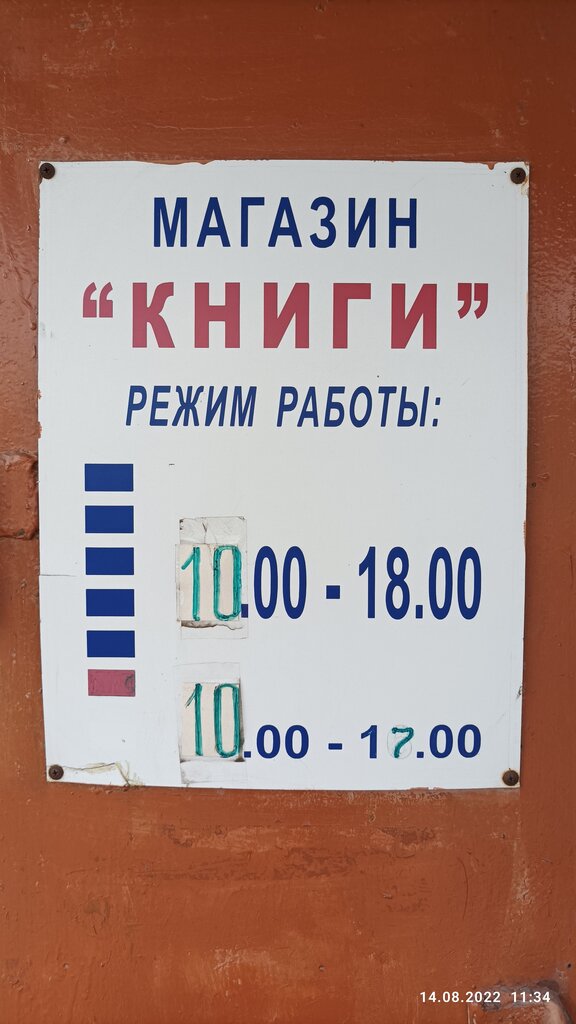 МАГАЗИН
“КНИГИ”
РЕЖИМ РАБОТЫ:
10.00 - 18.00
10.00 - 17.00
14.08.2022 11:34